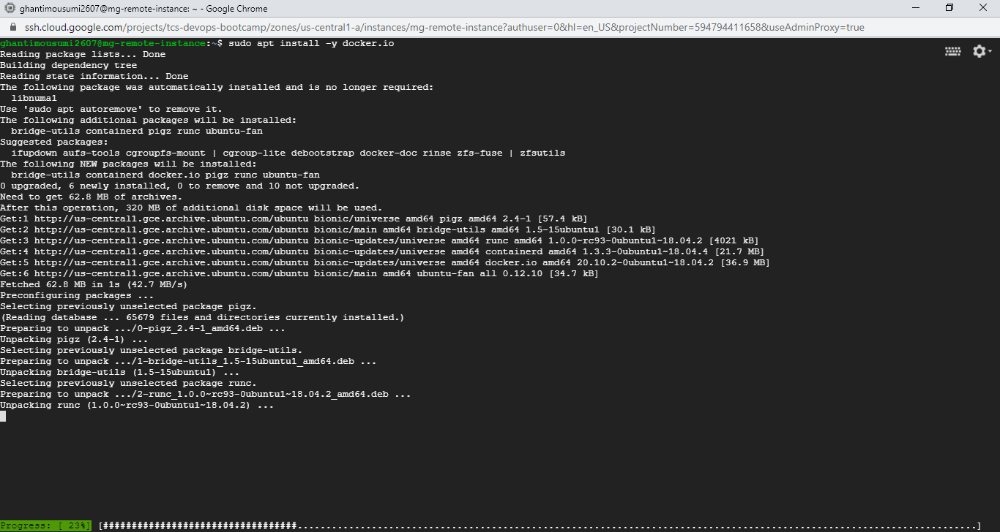 ghantimousumi2607@mg-remote-instance: ~ - Google Chrome
ssh.cloud.google.com/projects/tcs-devops-bootcamp/zones/us-central1-a/instances/mg-remote-instance?authuser=0&hl=en_US&projectNumber=594794411658&useAdminProxy=true
ghantimousumi2607@mg-remote-instance:~$ sudo apt install -y docker.io
Reading package lists... Done
Building dependency tree
Reading state information... Done
The following package was automatically installed and is no longer required:
  libnuma1
Use 'sudo apt autoremove' to remove it.
The following additional packages will be installed:
  bridge-utils containerd pigz runc ubuntu-fan
Suggested packages:
  ifupdown aufs-tools cgroupfs-mount | cgroup-lite debootstrap docker-doc rinse zfs-fuse | zfsutils
The following NEW packages will be installed:
  bridge-utils containerd docker.io pigz runc ubuntu-fan
0 upgraded, 6 newly installed, 0 to remove and 10 not upgraded.
Need to get 62.8 MB of archives.
After this operation, 320 MB of additional disk space will be used.
Get:1 http://us-central1.gce.archive.ubuntu.com/ubuntu bionic/universe amd64 pigz amd64 2.4-1 [57.4 kB]
Get:2 http://us-central1.gce.archive.ubuntu.com/ubuntu bionic/main amd64 bridge-utils amd64 1.5-15ubuntu1 [30.1 kB]
Get:3 http://us-central1.gce.archive.ubuntu.com/ubuntu bionic-updates/universe amd64 runc amd64 1.0.0~rc93-0ubuntu1~18.04.2 [4021 kB]
Get:4 http://us-central1.gce.archive.ubuntu.com/ubuntu bionic-updates/universe amd64 containerd amd64 1.3.3-0ubuntu1~18.04.4 [21.7 MB]
Get:5 http://us-central1.gce.archive.ubuntu.com/ubuntu bionic-updates/universe amd64 docker.io amd64 20.10.2-0ubuntu1~18.04.2 [36.9 MB]
Get:6 http://us-central1.gce.archive.ubuntu.com/ubuntu bionic/main amd64 ubuntu-fan all 0.12.10 [34.7 kB]
Fetched 62.8 MB in 1s (42.7 MB/s)
Preconfiguring packages ...
Selecting previously unselected package pigz.
(Reading database ... 65679 files and directories currently installed.)
Preparing to unpack .../0-pigz_2.4-1_amd64.deb ...
Unpacking pigz (2.4-1) ...
Selecting previously unselected package bridge-utils.
Preparing to unpack .../1-bridge-utils_1.5-15ubuntu1_amd64.deb ...
Unpacking bridge-utils (1.5-15ubuntu1) ...
Selecting previously unselected package runc.
Preparing to unpack .../2-runc_1.0.0~rc93-0ubuntu1~18.04.2_amd64.deb ...
Unpacking runc (1.0.0~rc93-0ubuntu1~18.04.2) ...
Progress: [ 23%] [##################################.......................................................................................................................]